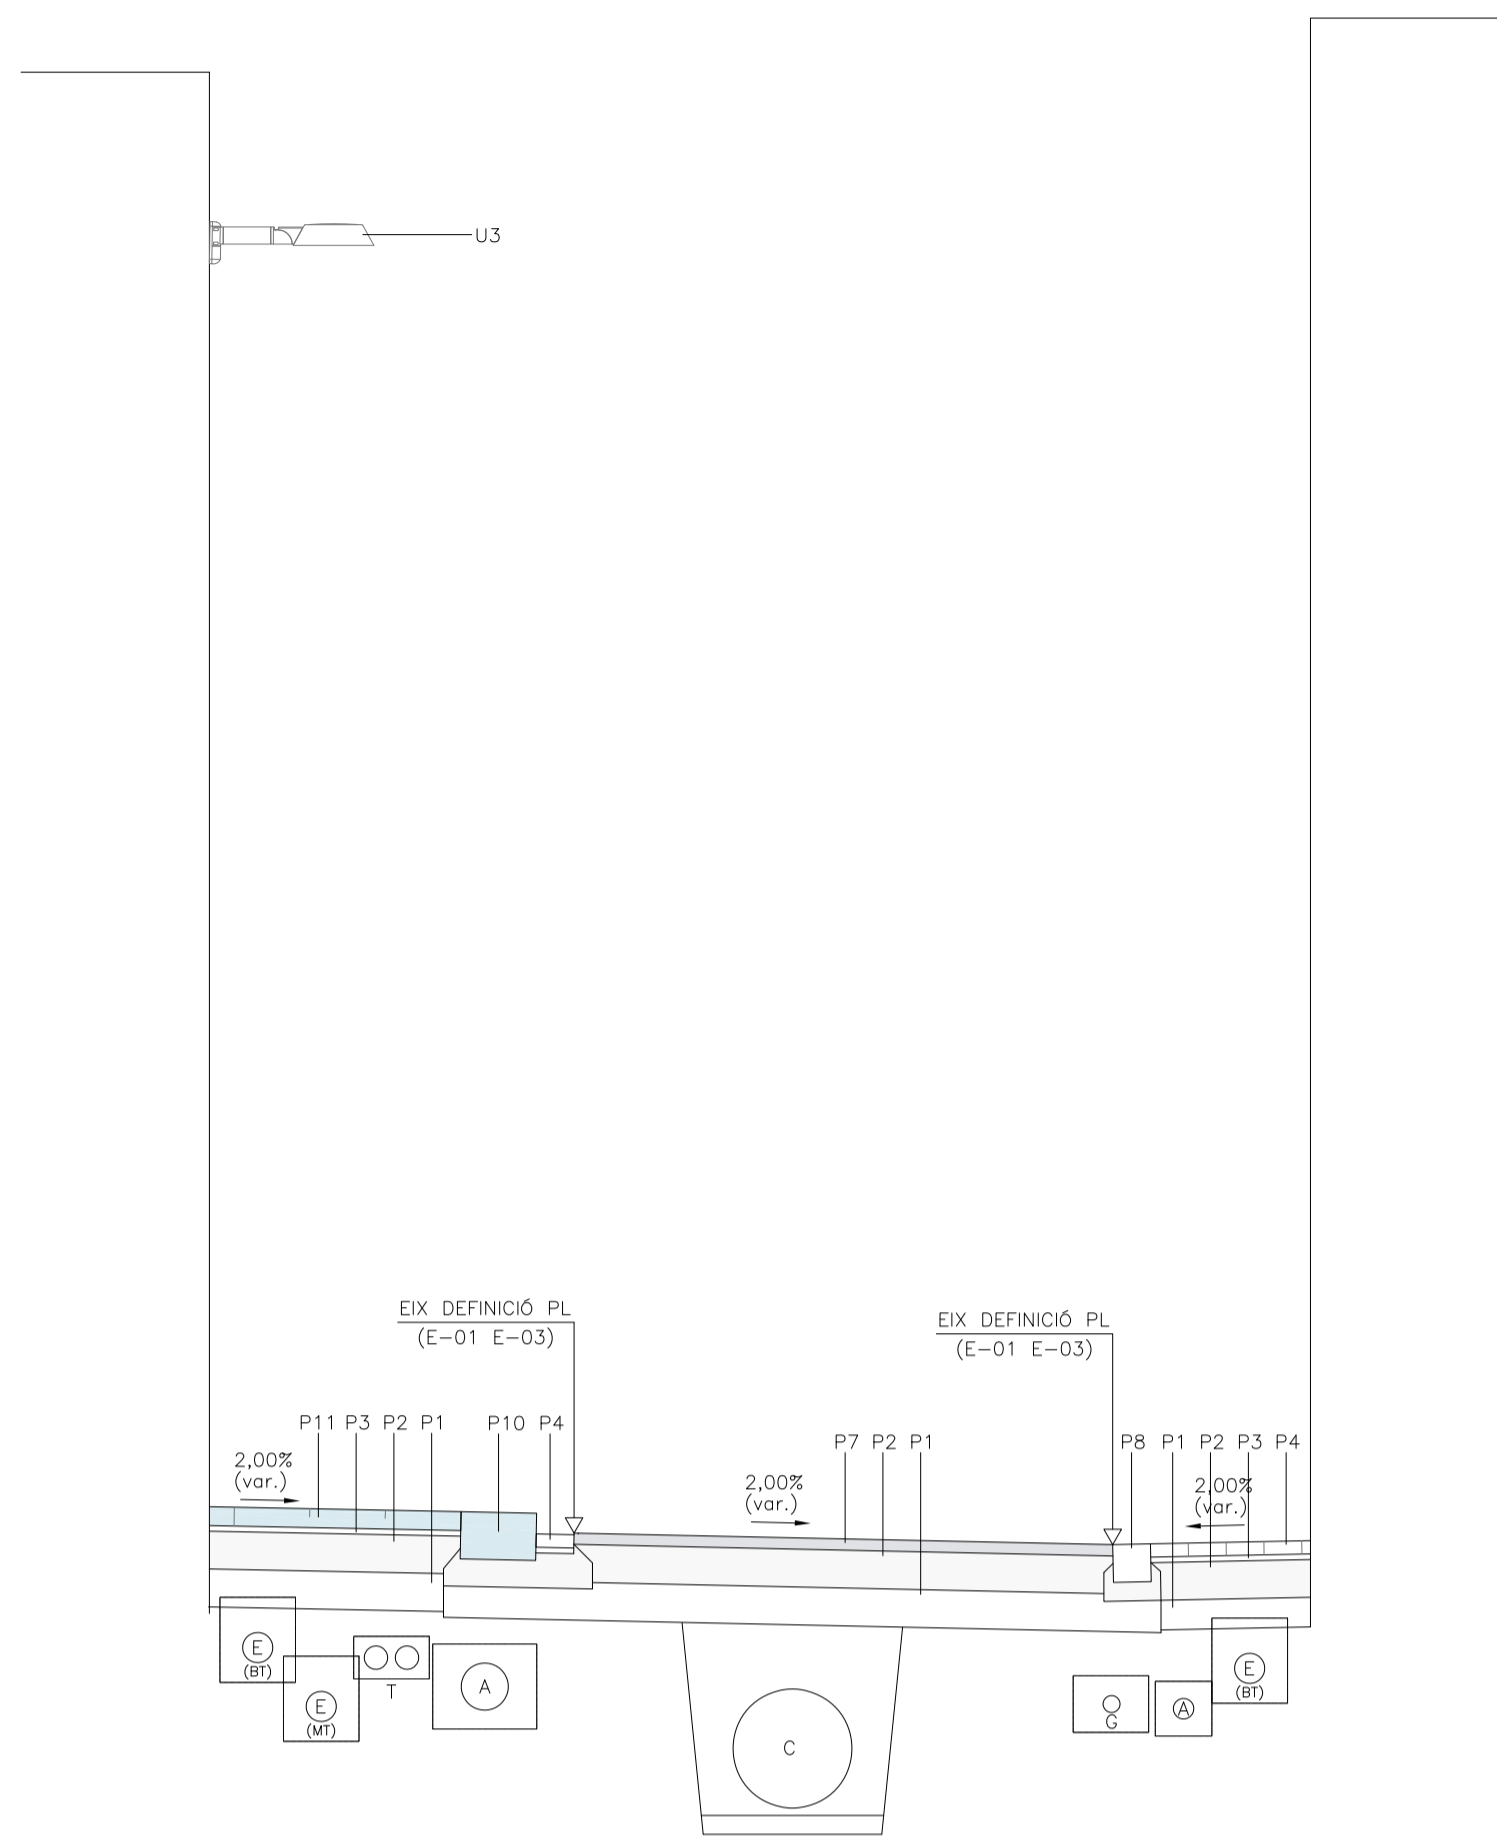 U3
EIX DEFINICIÓ PL
(E-01 E-03)
EIX DEFINICIÓ PL
(E-01 E-03)
P11 P3 P2 P1 P10 P4
P7 P2 P1
P8 P1 P2 P3 P4
2,00%
(var.)
2,00%
(var.)
2,00%
(var.)
E
(BT)
E
(MT)
T
A
C
G
A
E
(BT)